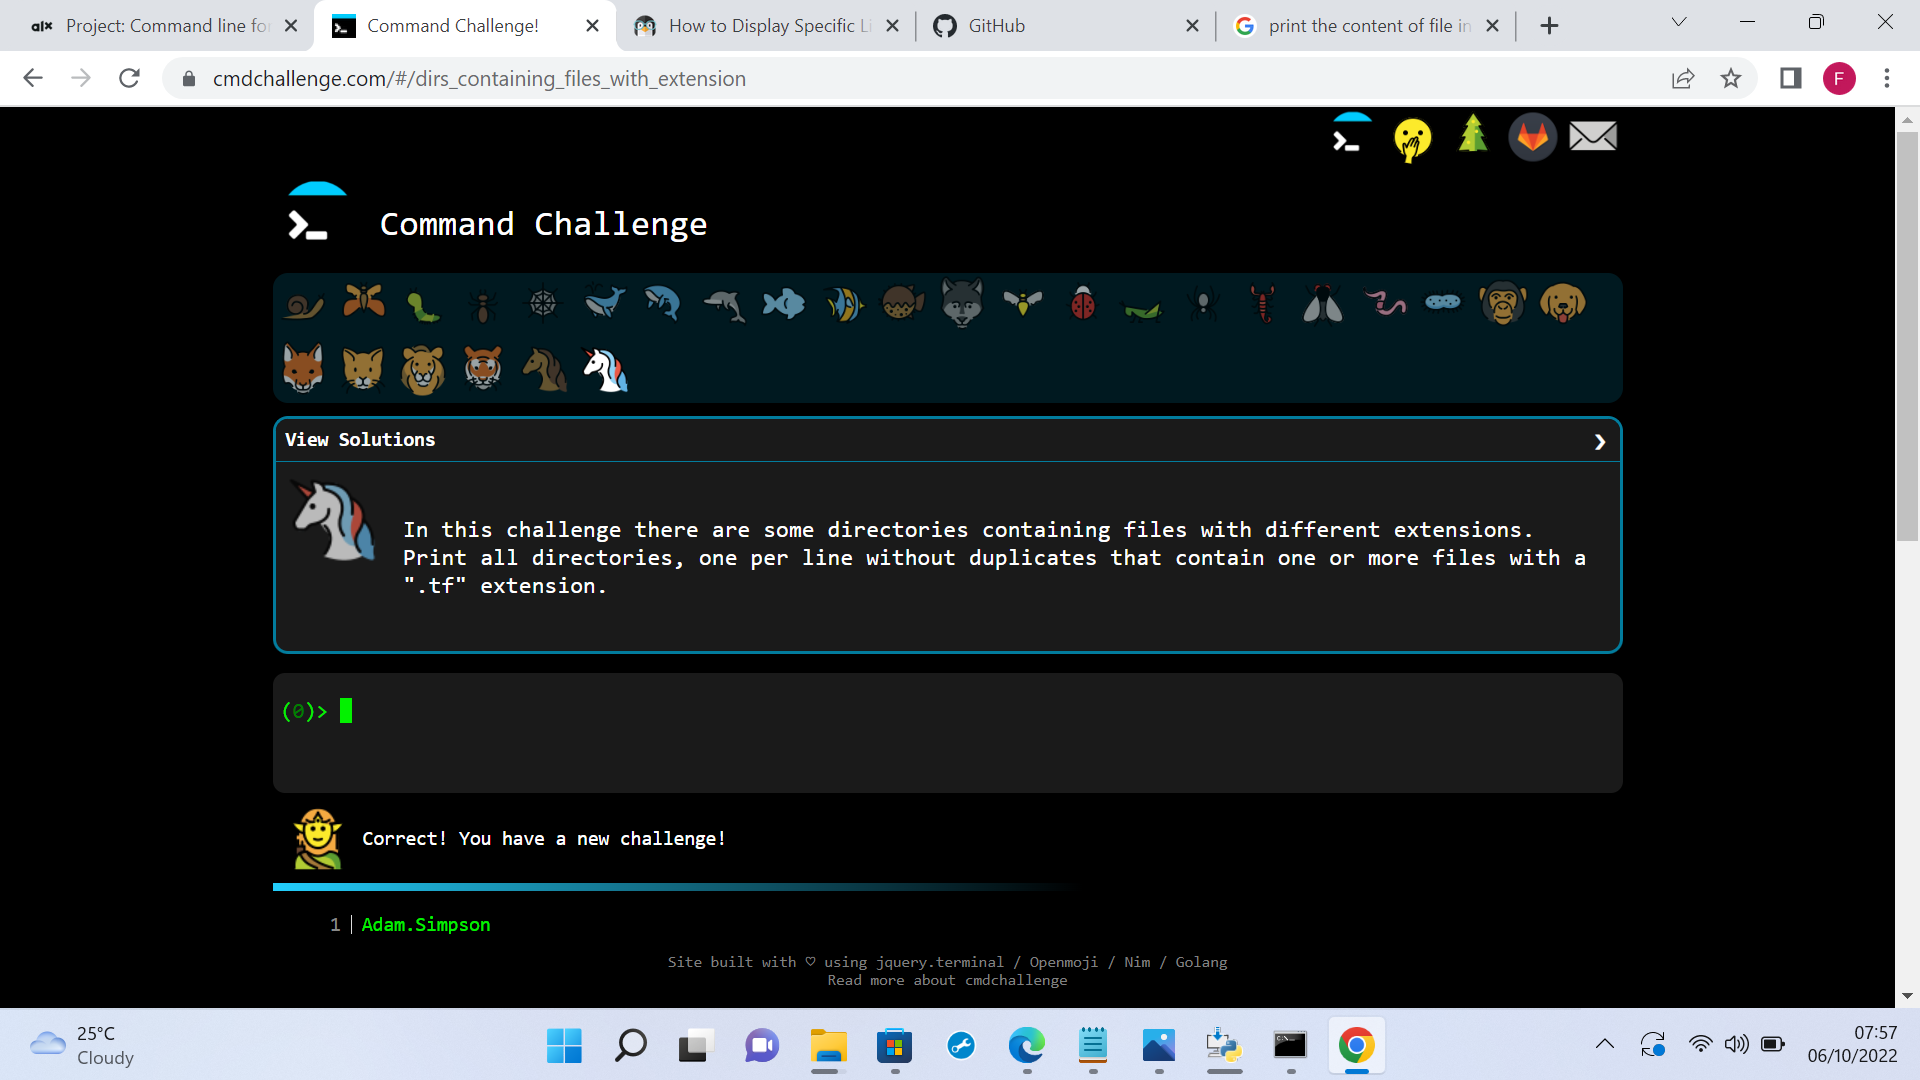 alx Project: Command line for
Command Challenge!
How to Display Specific Li
GitHub
print the content of file in
cmdchallenge.com/#/dirs_containing_files_with_extension
F
Command Challenge
View Solutions
In this challenge there are some directories containing files with different extensions.
Print all directories, one per line without duplicates that contain one or more files with a
".tf" extension.
(0)>
Correct! You have a new challenge!
1 | Adam.Simpson
Site built with ♡ using jquery.terminal / Openmoji / Nim / Golang
Read more about cmdchallenge
25°C
Cloudy
07:57
06/10/2022